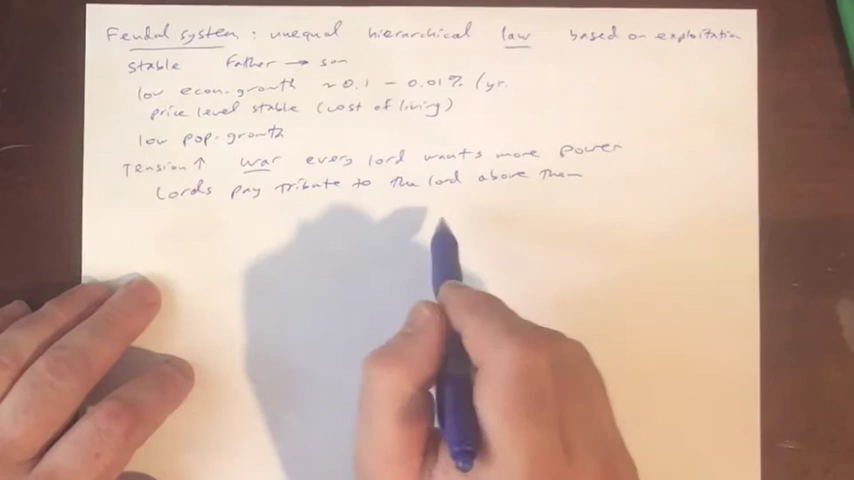 Feudal system : unequal hierarchical law based on exploitation
stable Father → son
low econ. growth ~ 0.1 - 0.01% /yr.
price level stable (cost of living)
low pop. growth
Tension ↑ war every lord wants more power
Lords pay tribute to the lord above them